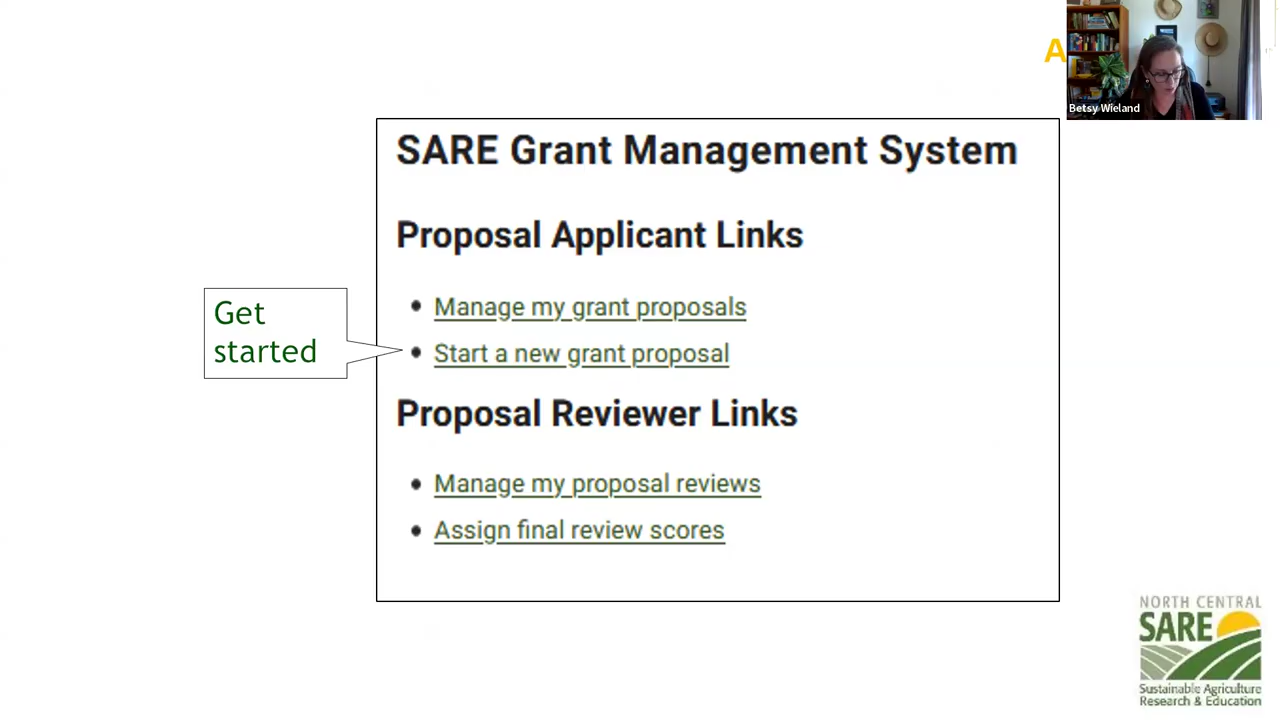 A
Betsy Wieland
SARE Grant Management System
Proposal Applicant Links
Manage my grant proposals
Get
started
Start a new grant proposal
Proposal Reviewer Links
Manage my proposal reviews
Assign final review scores
NORTH CENTRAL
SARE
Sustainable Agriculture
Research & Education